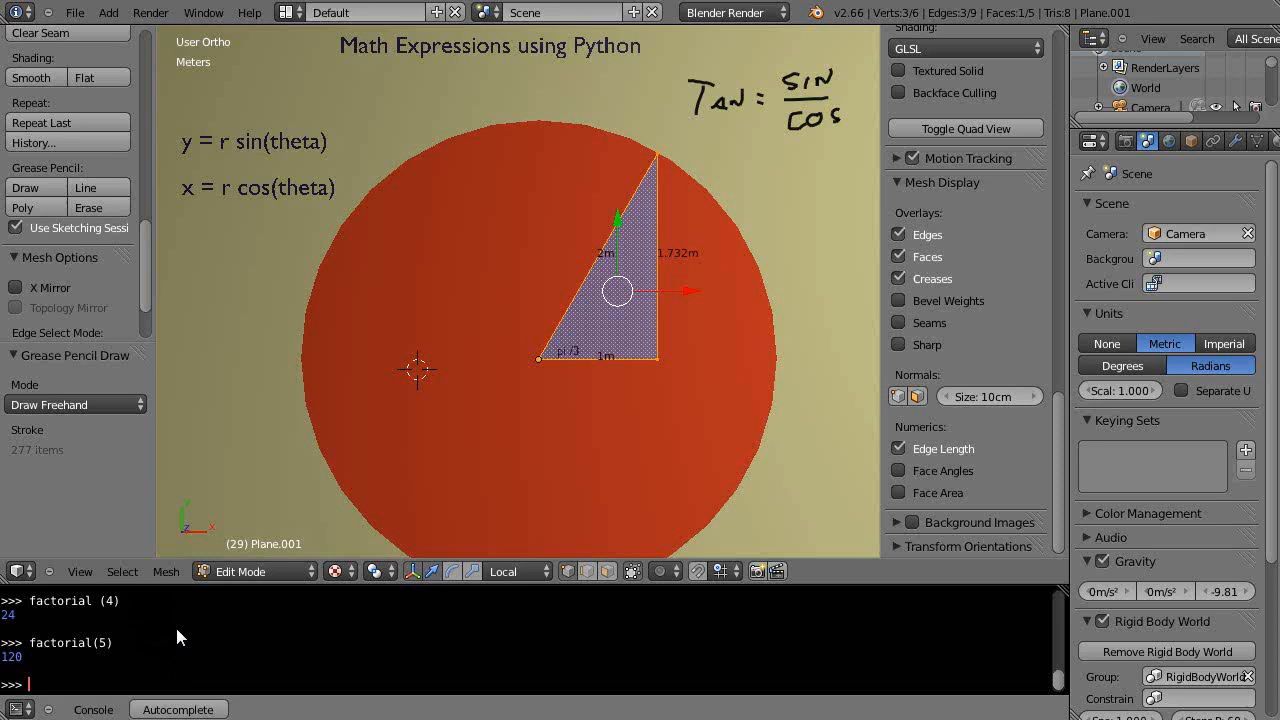 File Add Render Window Help Default Scene Blender Render v2.66 | Verts:3/6 | Edges:3/9 | Faces:1/5 | Tris:8 | Plane.001
Clear Seam
Shading:
Smooth Flat
Repeat:
Repeat Last
History...
Grease Pencil:
Draw Line
Poly Erase
Use Sketching Sessi
Mesh Options
X Mirror
Topology Mirror
Edge Select Mode:
Grease Pencil Draw
Mode
Draw Freehand
Stroke
277 items
User Ortho
Meters
Math Expressions using Python
TAN = SIN
COS
y = r sin(theta)
x = r cos(theta)
2m
1.732m
pi /3
1m
y
z x
(29) Plane.001
Shading:
GLSL
Textured Solid
Backface Culling
Toggle Quad View
Motion Tracking
Mesh Display
Overlays:
Edges
Faces
Creases
Bevel Weights
Seams
Sharp
Normals:
Size: 10cm
Numerics:
Edge Length
Face Angles
Face Area
Background Images
Transform Orientations
View Search All Scene
RenderLayers
World
Camera
Scene
Scene
Camera: Camera
Backgrou
Active Cli
Units
None Metric Imperial
Degrees Radians
Scal: 1.000 Separate U
Keying Sets
Color Management
Audio
Gravity
0m/s² 0m/s² -9.81
Rigid Body World
Remove Rigid Body World
Group: RigidBodyWorld
Constrain
View Select Mesh Edit Mode Local
>>> factorial (4)
24
>>> factorial(5)
120
>>>
Console Autocomplete